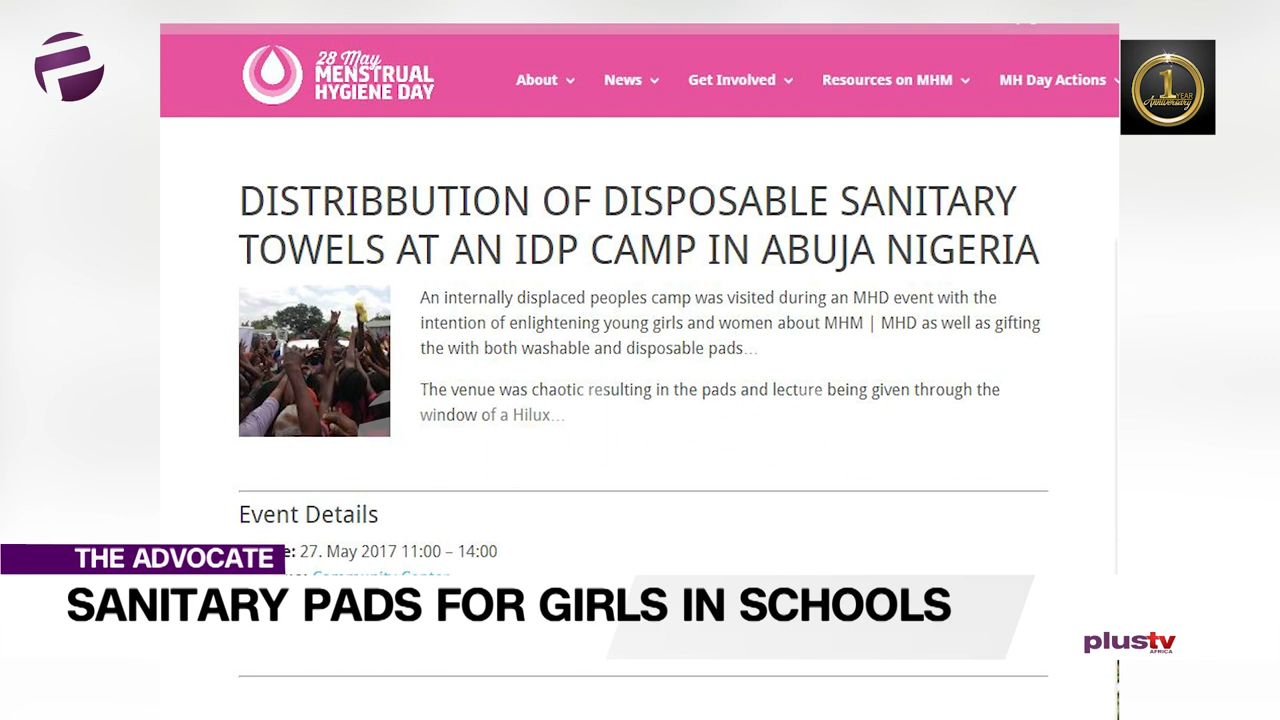 28 May
MENSTRUAL
HYGIENE DAY
About
News
Get Involved
Resources on MHM
MH Day Actions
1
YEAR
Anniversary
DISTRIBBUTION OF DISPOSABLE SANITARY
TOWELS AT AN IDP CAMP IN ABUJA NIGERIA
An internally displaced peoples camp was visited during an MHD event with the
intention of enlightening young girls and women about MHM | MHD as well as gifting
the with both washable and disposable pads…
The venue was chaotic resulting in the pads and lecture being given through the
window of a Hilux…
Event Details
27. May 2017 11:00 – 14:00
THE ADVOCATE
SANITARY PADS FOR GIRLS IN SCHOOLS
plustv
AFRICA